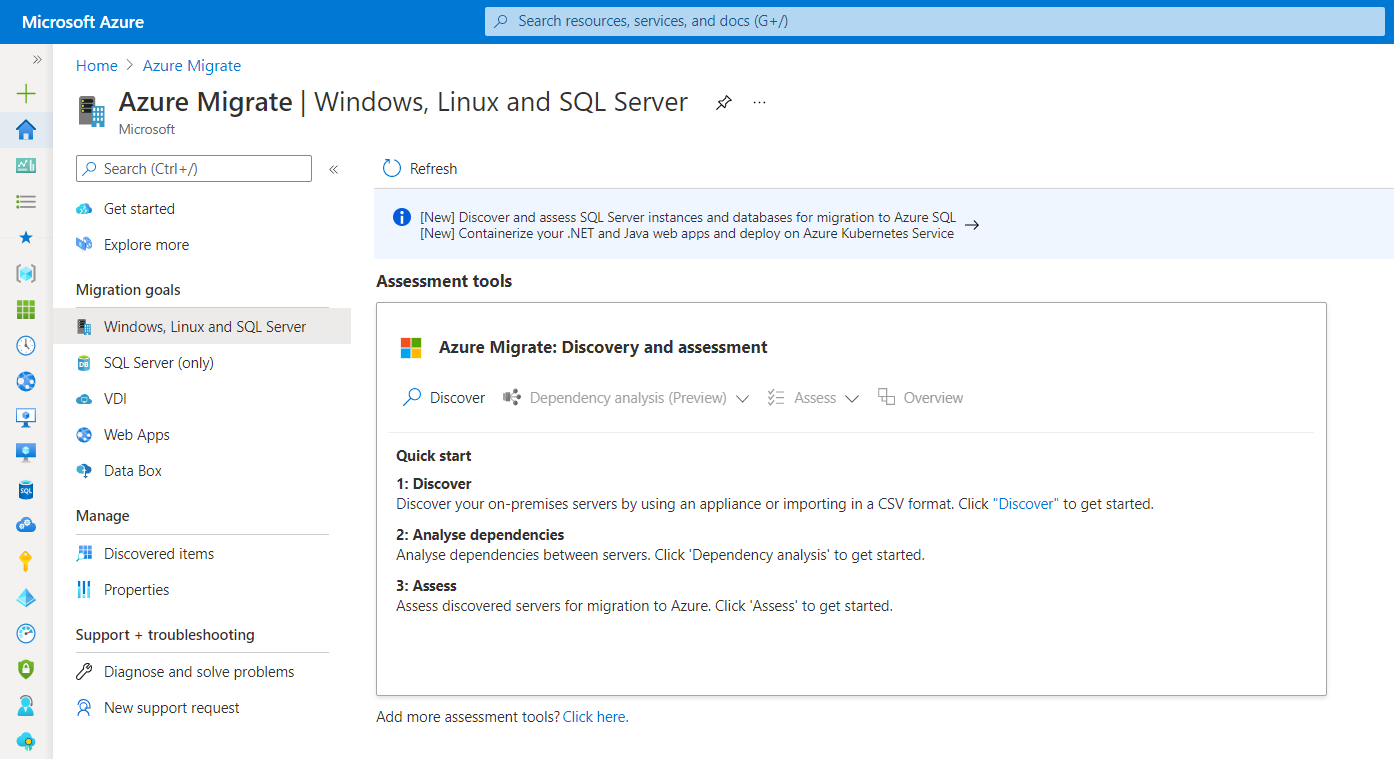 Microsoft Azure
Search resources, services, and docs (G+/)
Home > Azure Migrate
Azure Migrate | Windows, Linux and SQL Server
Microsoft
Search (Ctrl+/)
Get started
Explore more
Migration goals
Windows, Linux and SQL Server
SQL Server (only)
VDI
Web Apps
Data Box
Manage
Discovered items
Properties
Support + troubleshooting
Diagnose and solve problems
New support request
Refresh
[New] Discover and assess SQL Server instances and databases for migration to Azure SQL
[New] Containerize your .NET and Java web apps and deploy on Azure Kubernetes Service
Assessment tools
Azure Migrate: Discovery and assessment
Discover Dependency analysis (Preview) Assess Overview
Quick start
1: Discover
Discover your on-premises servers by using an appliance or importing in a CSV format. Click "Discover" to get started.
2: Analyse dependencies
Analyse dependencies between servers. Click 'Dependency analysis' to get started.
3: Assess
Assess discovered servers for migration to Azure. Click 'Assess' to get started.
Add more assessment tools? Click here.
SQL
DB